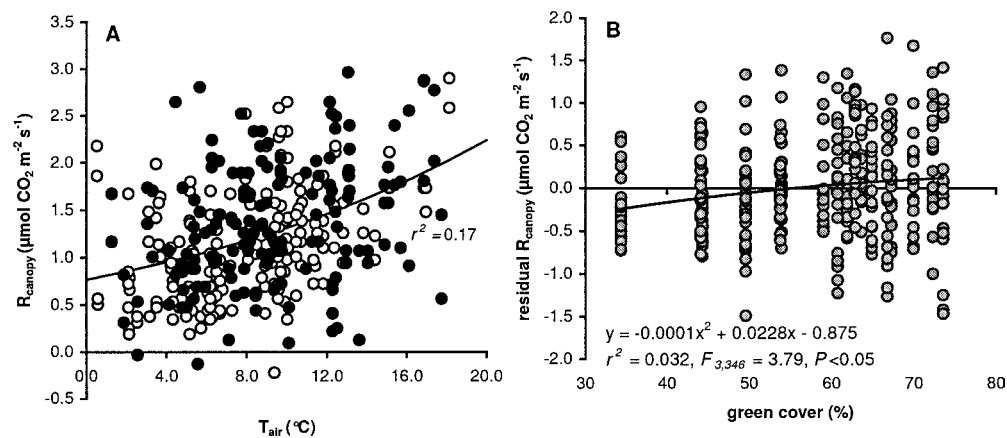 A
3.5
3.0
2.5
2.0
1.5
1.0
0.5
0.0
-0.5
R_canopy (µmol CO₂ m⁻² s⁻¹)
r² = 0.17
0.0 4.0 8.0 12.0 16.0 20.0
T_air (°C)
B
2.0
1.5
1.0
0.5
0.0
-0.5
-1.0
-1.5
-2.0
residual R_canopy (µmol CO₂ m⁻² s⁻¹)
y = -0.0001x² + 0.0228x - 0.875
r² = 0.032, F₃,₃₄₆ = 3.79, P <0.05
30 40 50 60 70 80
green cover (%)